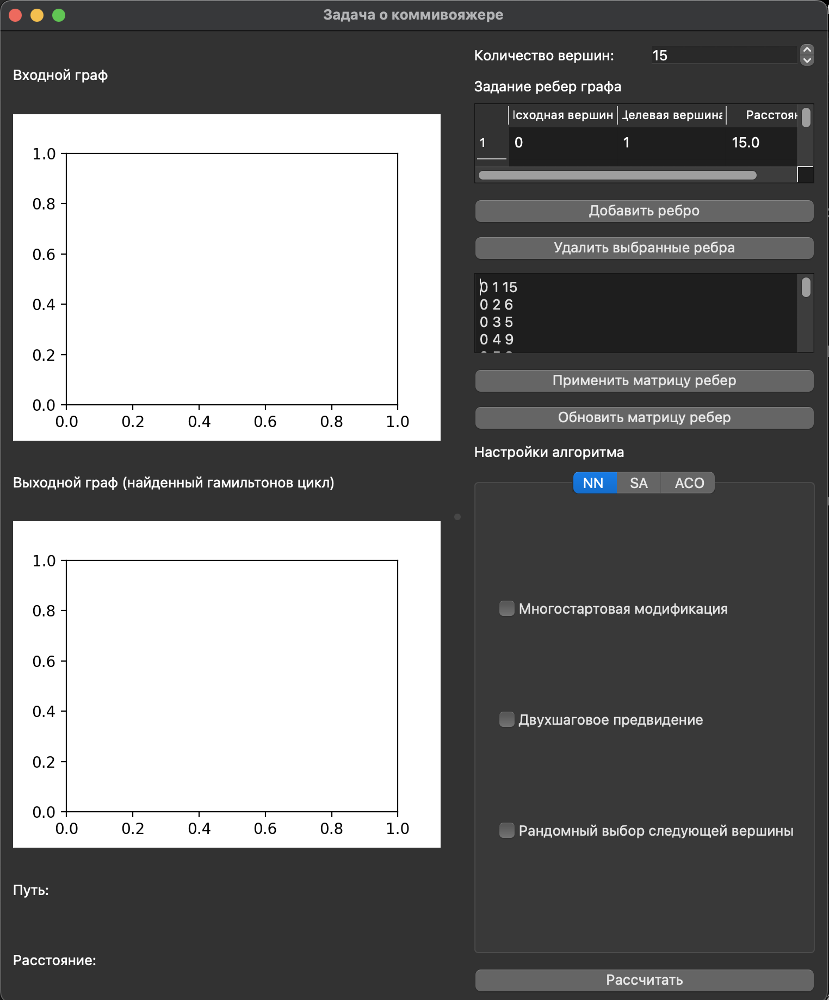 Задача о коммивояжере
Входной граф
1.0
0.8
0.6
0.4
0.2
0.0
0.0 0.2 0.4 0.6 0.8 1.0
Выходной граф (найденный гамильтонов цикл)
1.0
0.8
0.6
0.4
0.2
0.0
0.0 0.2 0.4 0.6 0.8 1.0
Путь:
Расстояние:
Количество вершин: 15
Задание ребер графа
сходная вершин Целевая вершина Расстоян
1 0 1 15.0
Добавить ребро
Удалить выбранные ребра
0 1 15
0 2 6
0 3 5
0 4 9
Применить матрицу ребер
Обновить матрицу ребер
Настройки алгоритма
NN SA ACO
Многостартовая модификация
Двухшаговое предвидение
Рандомный выбор следующей вершины
Рассчитать